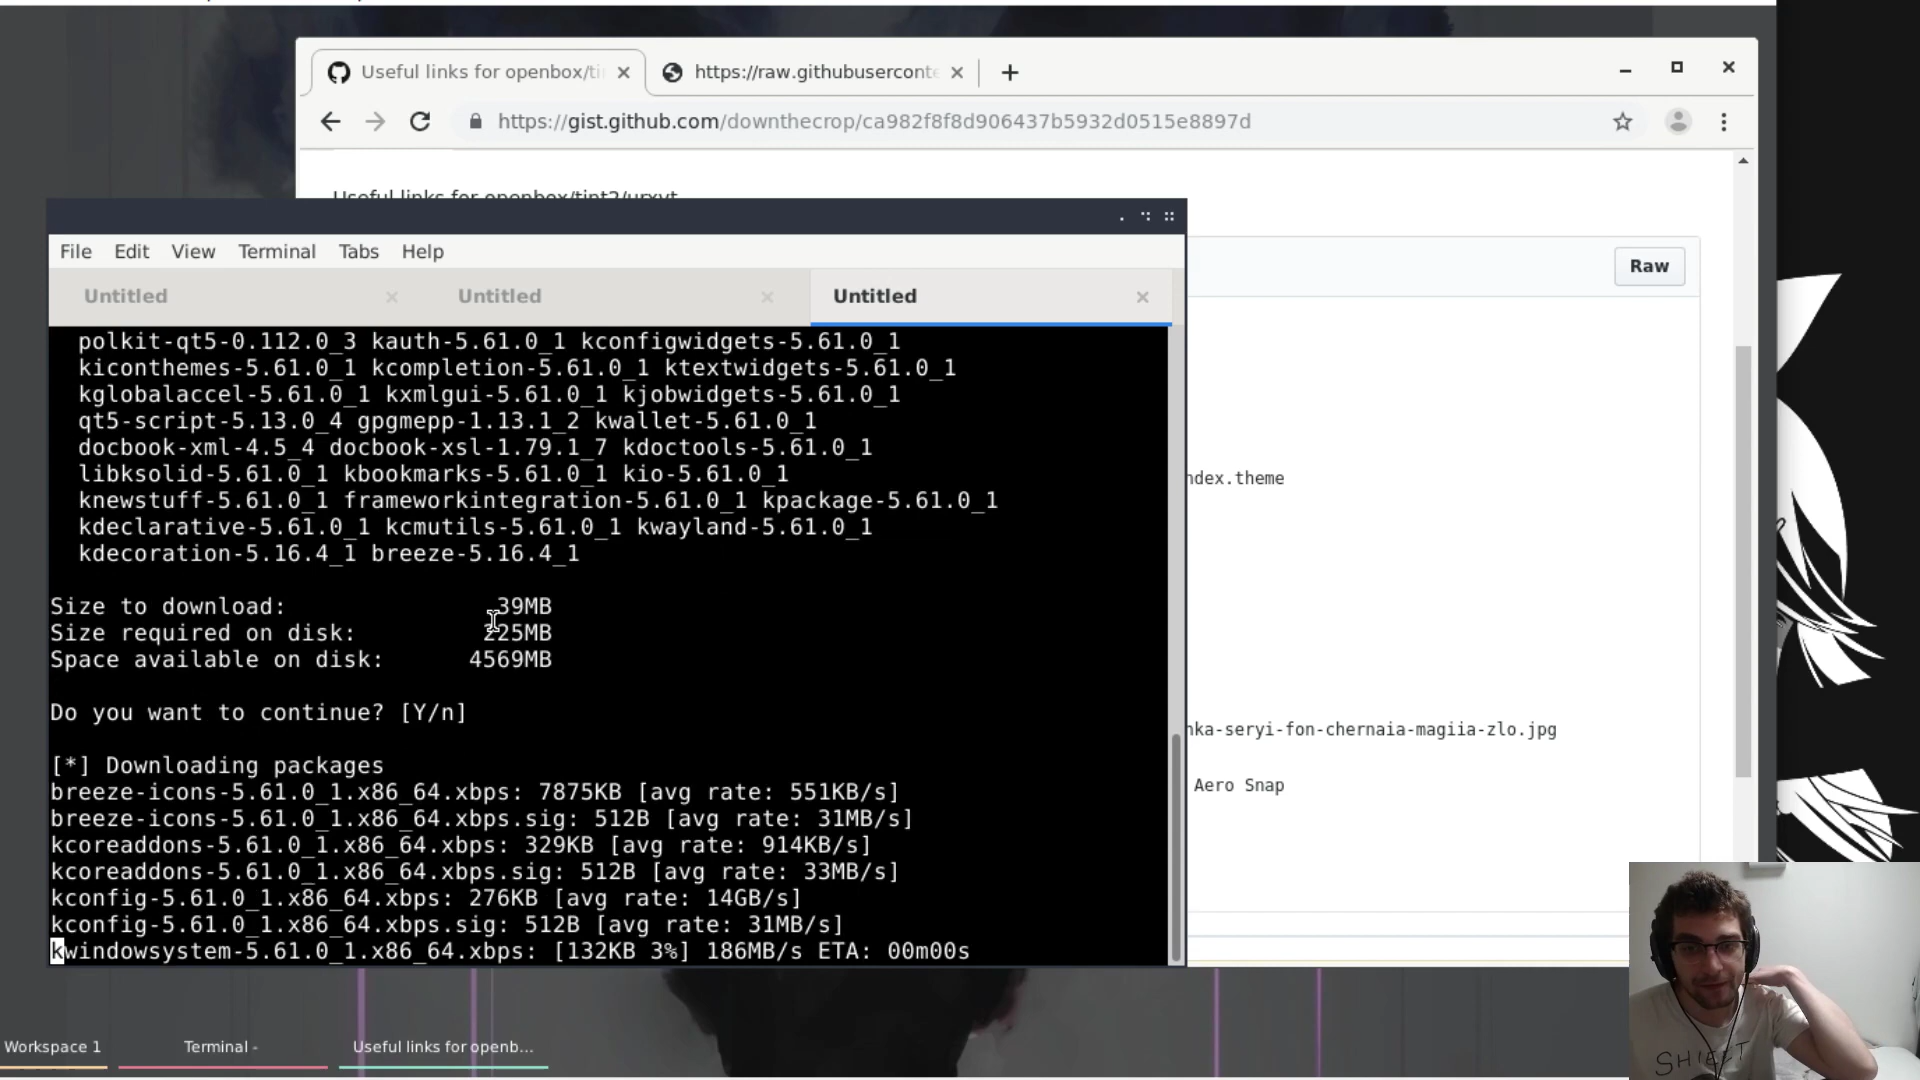 Useful links for openbox/ti
https://raw.githubuserconte
https://gist.github.com/downthecrop/ca982f8f8d906437b5932d0515e8897d
Useful links for openbox/tint2/urxvt
Raw
File Edit View Terminal Tabs Help
Untitled
Untitled
Untitled
polkit-qt5-0.112.0_3 kauth-5.61.0_1 kconfigwidgets-5.61.0_1
kiconthemes-5.61.0_1 kcompletion-5.61.0_1 ktextwidgets-5.61.0_1
kglobalaccel-5.61.0_1 kxmlgui-5.61.0_1 kjobwidgets-5.61.0_1
qt5-script-5.13.0_4 gpgmepp-1.13.1_2 kwallet-5.61.0_1
docbook-xml-4.5_4 docbook-xsl-1.79.1_7 kdoctools-5.61.0_1
libksolid-5.61.0_1 kbookmarks-5.61.0_1 kio-5.61.0_1
knewstuff-5.61.0_1 frameworkintegration-5.61.0_1 kpackage-5.61.0_1
kdeclarative-5.61.0_1 kcmutils-5.61.0_1 kwayland-5.61.0_1
kdecoration-5.16.4_1 breeze-5.16.4_1
Size to download: 39MB
Size required on disk: 225MB
Space available on disk: 4569MB
Do you want to continue? [Y/n]
[*] Downloading packages
breeze-icons-5.61.0_1.x86_64.xbps: 7875KB [avg rate: 551KB/s]
breeze-icons-5.61.0_1.x86_64.xbps.sig: 512B [avg rate: 31MB/s]
kcoreaddons-5.61.0_1.x86_64.xbps: 329KB [avg rate: 914KB/s]
kcoreaddons-5.61.0_1.x86_64.xbps.sig: 512B [avg rate: 33MB/s]
kconfig-5.61.0_1.x86_64.xbps: 276KB [avg rate: 14GB/s]
kconfig-5.61.0_1.x86_64.xbps.sig: 512B [avg rate: 31MB/s]
kwindowsystem-5.61.0_1.x86_64.xbps: [132KB 3%] 186MB/s ETA: 00m00s
ndex.theme
nka-seryi-fon-chernaia-magiia-zlo.jpg
Aero Snap
SHIEET
Workspace 1
Terminal -
Useful links for openb...